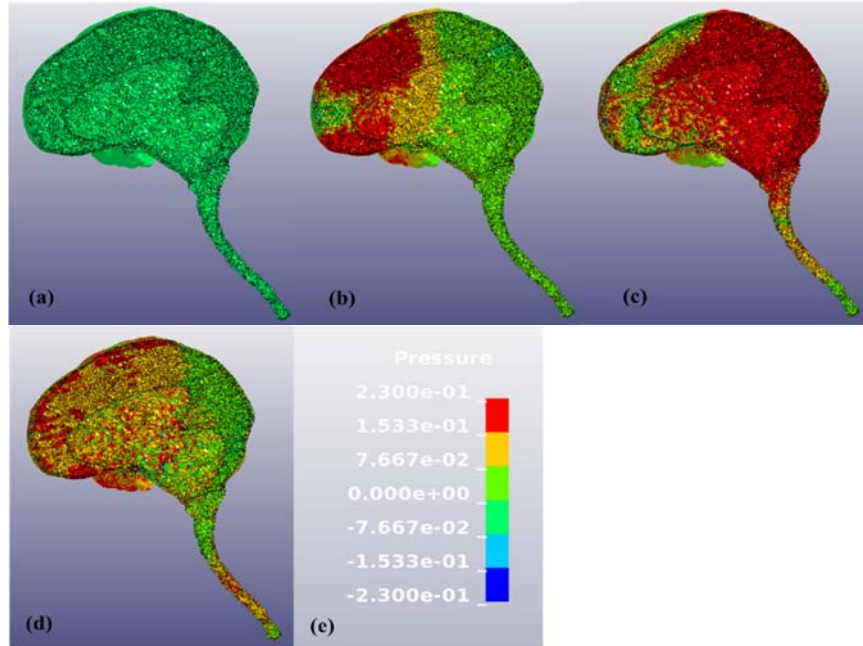 (a)
(b)
(c)
(d)
(e)
Pressure
2.300e-01
1.533e-01
7.667e-02
0.000e+00
-7.667e-02
-1.533e-01
-2.300e-01